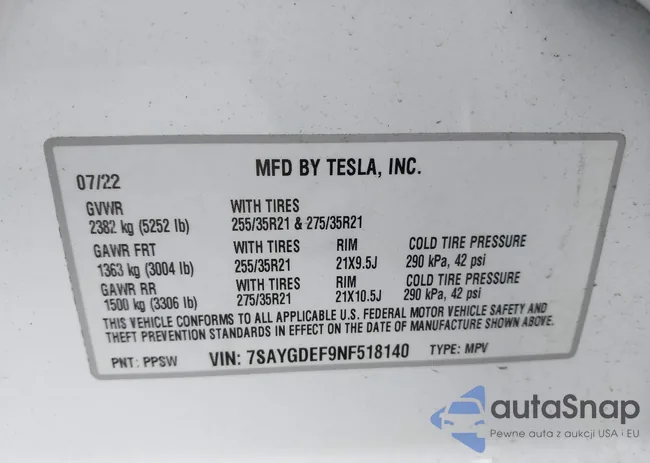 MFD BY TESLA, INC.
07/22
GVWR WITH TIRES
2382 kg (5252 lb) 255/35R21 & 275/35R21
GAWR FRT WITH TIRES RIM COLD TIRE PRESSURE
1363 kg (3004 lb) 255/35R21 21X9.5J 290 kPa, 42 psi
GAWR RR WITH TIRES RIM COLD TIRE PRESSURE
1500 kg (3306 lb) 275/35R21 21X10.5J 290 kPa, 42 psi
THIS VEHICLE CONFORMS TO ALL APPLICABLE U.S. FEDERAL MOTOR VEHICLE SAFETY AND
THEFT PREVENTION STANDARDS IN EFFECT ON THE DATE OF MANUFACTURE SHOWN ABOVE.
PNT: PPSW VIN: 7SAYGDEF9NF518140 TYPE: MPV
autaSnap
Pewne auta z aukcji USA i EU